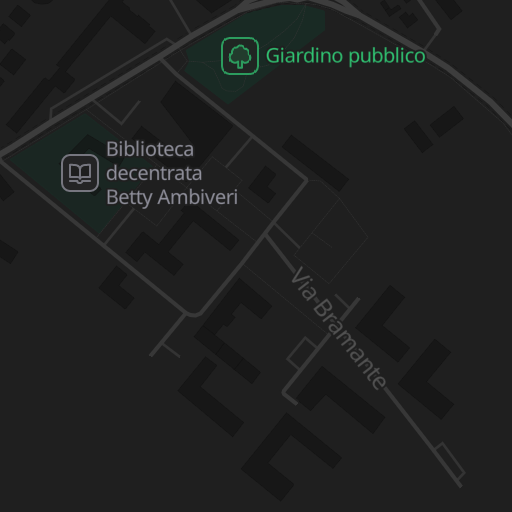 Giardino pubblico
Biblioteca
decentrata
Betty Ambiveri
Via Bramante